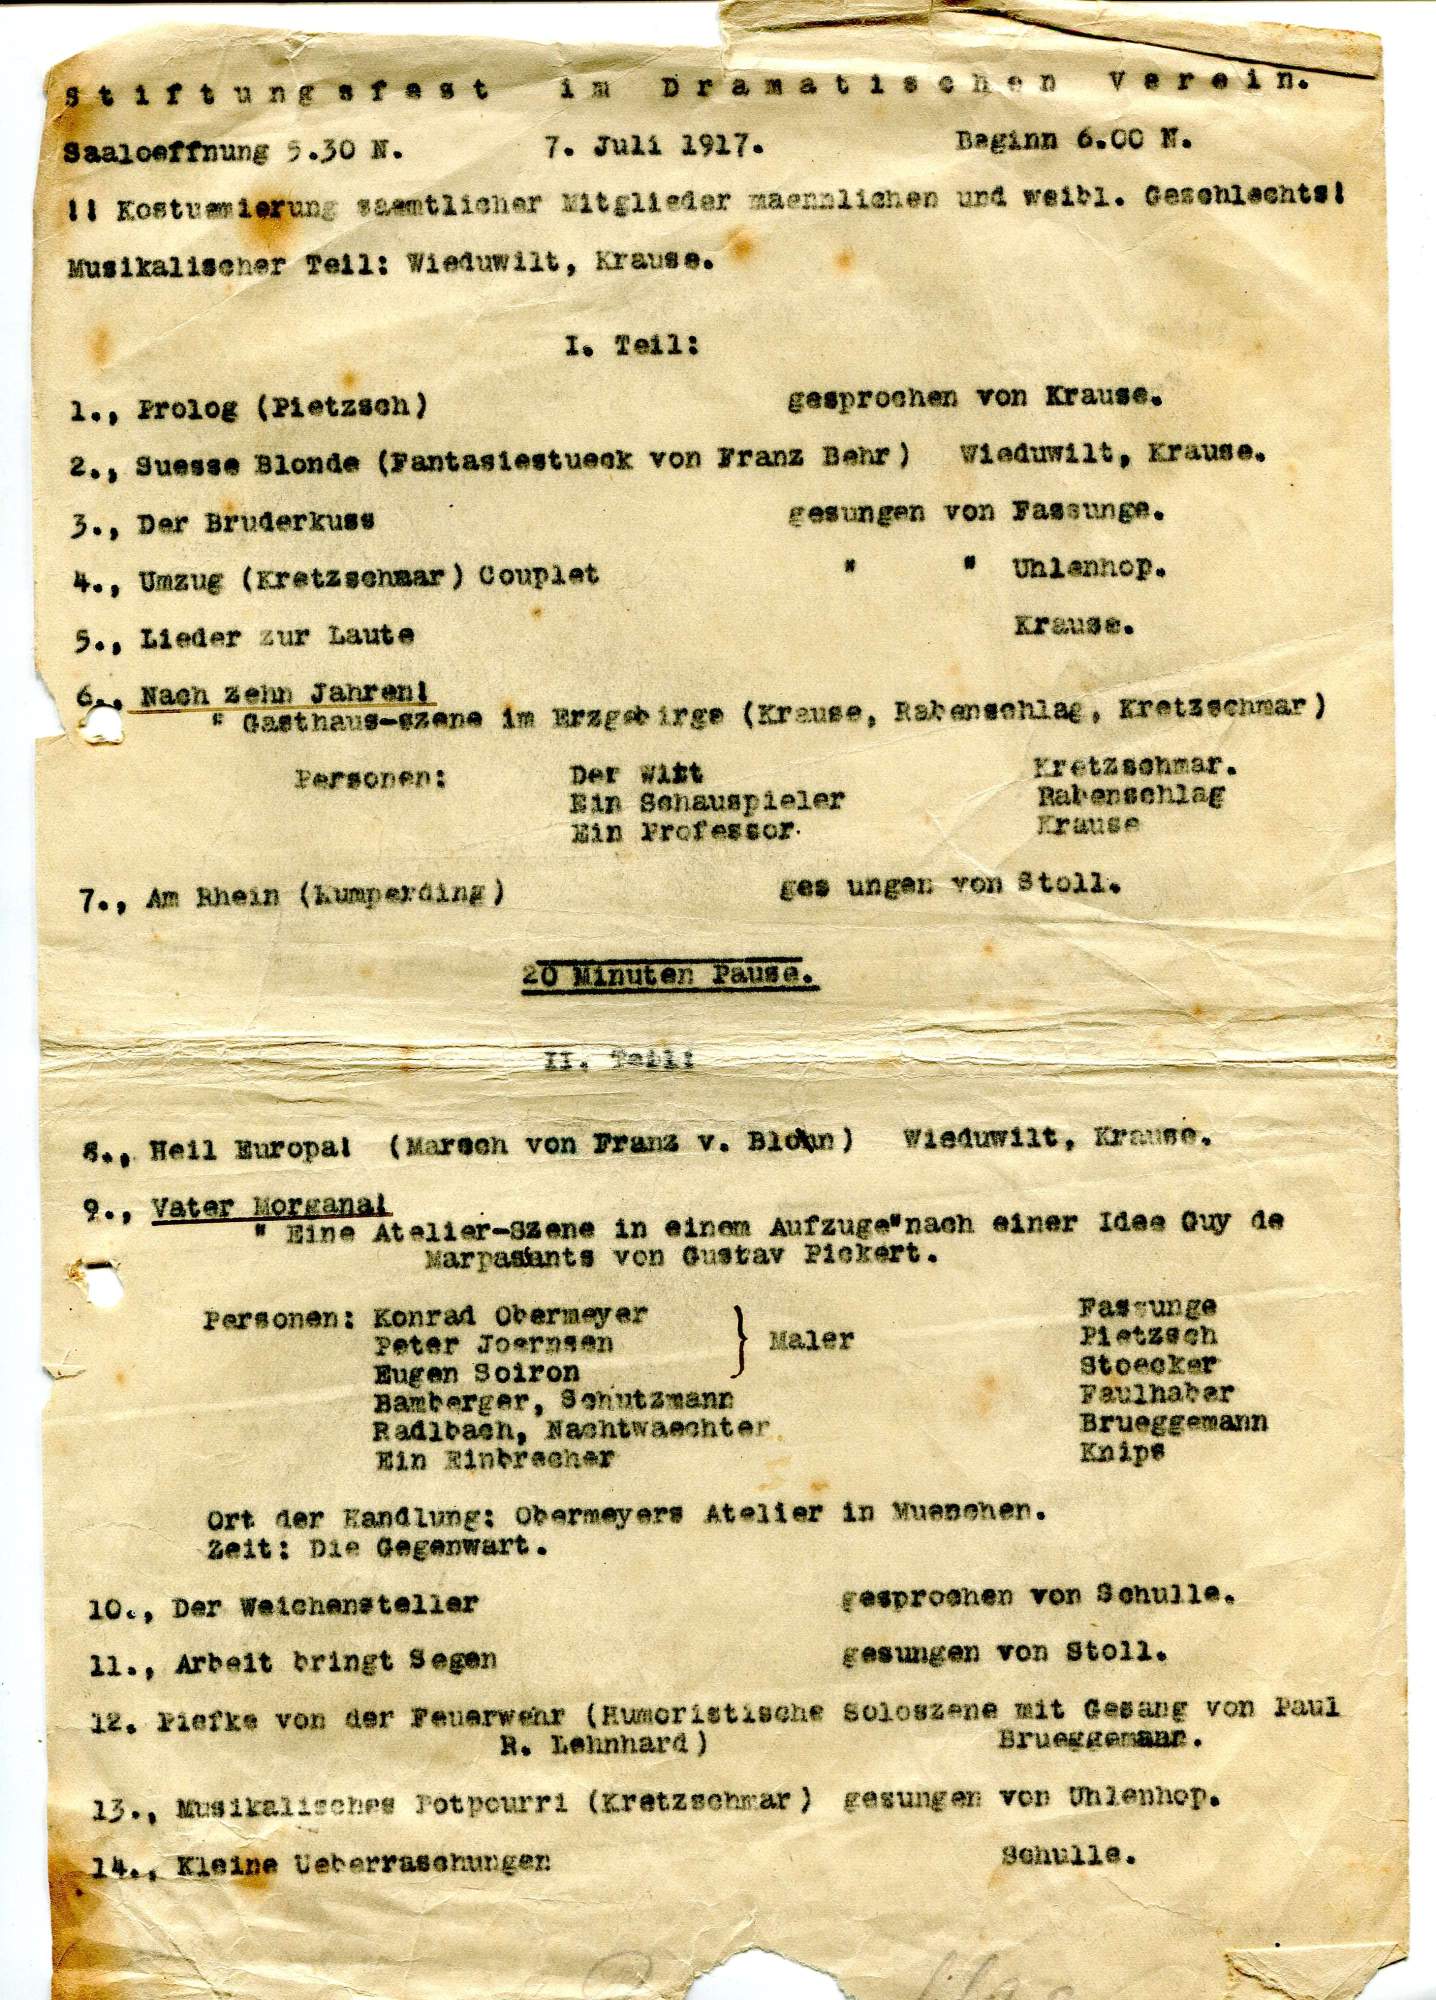 Stiftungsfest im Dramatischen Verein.
Saaloeffnung 5.30 N. 7. Juli 1917. Beginn 6.00 N.
!! Kostuemierung saemtlicher Mitglieder maennlichen und weibl. Geschlechts!
Musikalischer Teil: Wieduwilt, Krause.
I. Teil:
1., Prolog (Pietzsch) gesprochen von Krause.
2., Suesse Blonde (Fantasiestueck von Franz Behr) Wieduwilt, Krause.
3., Der Bruderkuss gesungen von Fassunge.
4., Umzug (Kretzschmar) Couplet " " Uhlenhop.
5., Lieder zur Laute Krause.
6., Nach zehn Jahren!
" Gasthaus-szene im Erzgebirge (Krause, Rabenschlag, Kretzschmar)
Personen: Der Witt Kretzschmar.
Ein Schauspieler Rabenschlag
Ein Professor. Krause
7., Am Rhein (Kumperding) ges ungen von Stoll.
20 Minuten Pause.
II. Teil:
8., Heil Europa! (Marsch von Franz v. Blohn) Wieduwilt, Krause.
9., Vater Morgana!
" Eine Atelier-Szene in einem Aufzuge"nach einer Idee Guy de
Marpasants von Gustav Pickert.
Personen: Konrad Obermeyer } Maler Fassunge
Peter Joernsen Pietzsch
Eugen Soiron Stoecker
Bamberger, Schutzmann Faulhaber
Radlbach, Nachtwaechter Brueggemann
Ein Einbrecher Knips
Ort der Handlung: Obermeyers Atelier in Muenchen.
Zeit: Die Gegenwart.
10., Der Weichensteller gesprochen von Schulle.
11., Arbeit bringt Segen gesungen von Stoll.
12. Piefke von der Feuerwehr (Humoristische Soloszene mit Gesang von Paul
R. Lehnhard) Brueggemann.
13., Musikalisches Potpourri (Kretzschmar) gesungen von Uhlenhop.
14., Kleine Ueberraschungen Schulle.